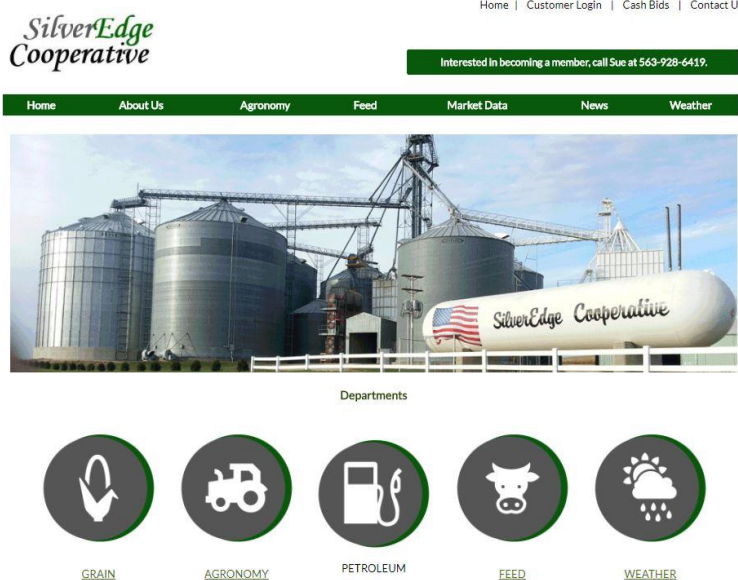 Home | Customer Login | Cash Bids | Contact U
SilverEdge
Cooperative
Interested in becoming a member, call Sue at 563-928-6419.
Home About Us Agronomy Feed Market Data News Weather
SilverEdge Cooperative
Departments
GRAIN AGRONOMY PETROLEUM FEED WEATHER